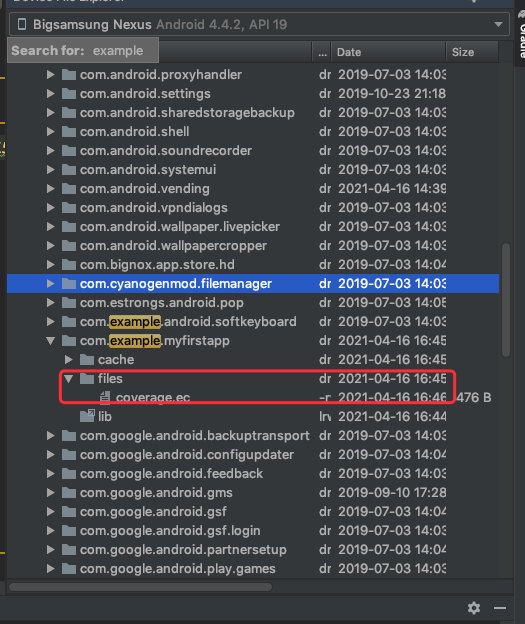 Bigsamsung Nexus Android 4.4.2, API 19
Search for: example ... Date Size
com.android.proxyhandler dr 2019-07-03 14:03
com.android.settings dr 2019-10-23 21:18
com.android.sharedstoragebackup dr 2019-07-03 14:03
com.android.shell dr 2019-07-03 14:03
com.android.soundrecorder dr 2019-07-03 14:03
com.android.systemui dr 2019-07-03 14:03
com.android.vending dr 2021-04-16 14:39
com.android.vpndialogs dr 2019-07-03 14:03
com.android.wallpaper.livepicker dr 2019-07-03 14:03
com.android.wallpapercropper dr 2019-07-03 14:03
com.bignox.app.store.hd dr 2019-07-03 14:04
com.cyanogenmod.filemanager dr 2019-07-03 14:03
com.estrongs.android.pop dr 2019-07-03 14:05
com.example.android.softkeyboard dr 2019-07-03 14:03
com.example.myfirstapp dr 2021-04-16 16:45
cache dr 2021-04-16 16:45
files dr 2021-04-16 16:45
coverage.ec -r 2021-04-16 16:46 476 B
lib lrv 2021-04-16 16:44
com.google.android.backuptransport dr 2019-07-03 14:04
com.google.android.configupdater dr 2019-07-03 14:04
com.google.android.feedback dr 2019-07-03 14:04
com.google.android.gms dr 2019-09-10 17:28
com.google.android.gsf dr 2019-07-03 14:04
com.google.android.gsf.login dr 2019-07-03 14:03
com.google.android.partnersetup dr 2019-07-03 14:04
com.google.android.play.games dr 2019-07-03 14:03